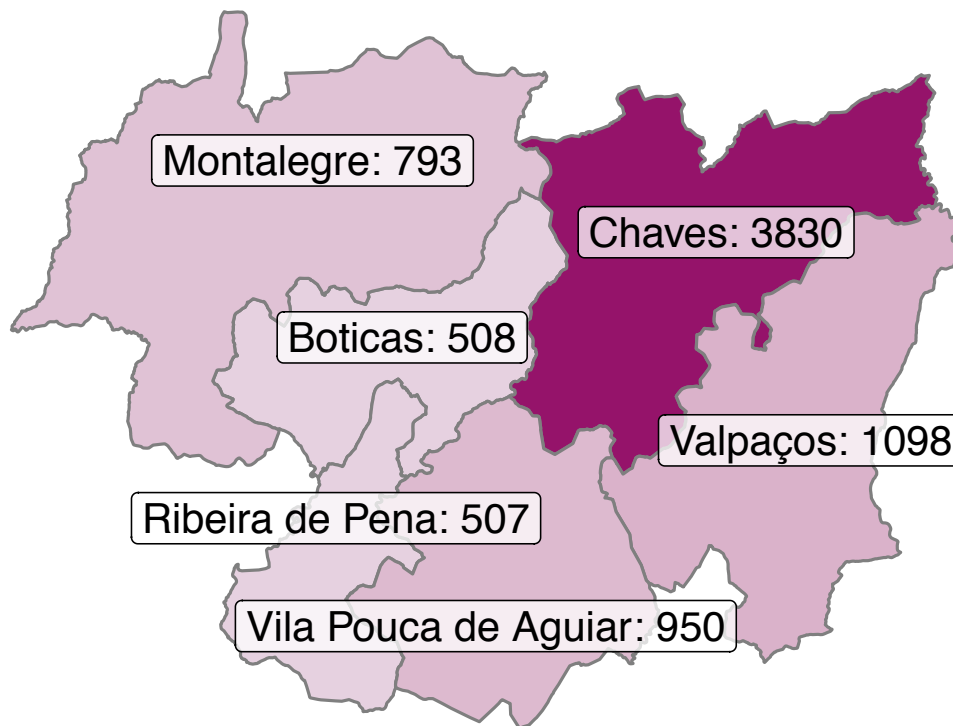 Montalegre: 793
Chaves: 3830
Boticas: 508
Valpaços: 1098
Ribeira de Pena: 507
Vila Pouca de Aguiar: 950